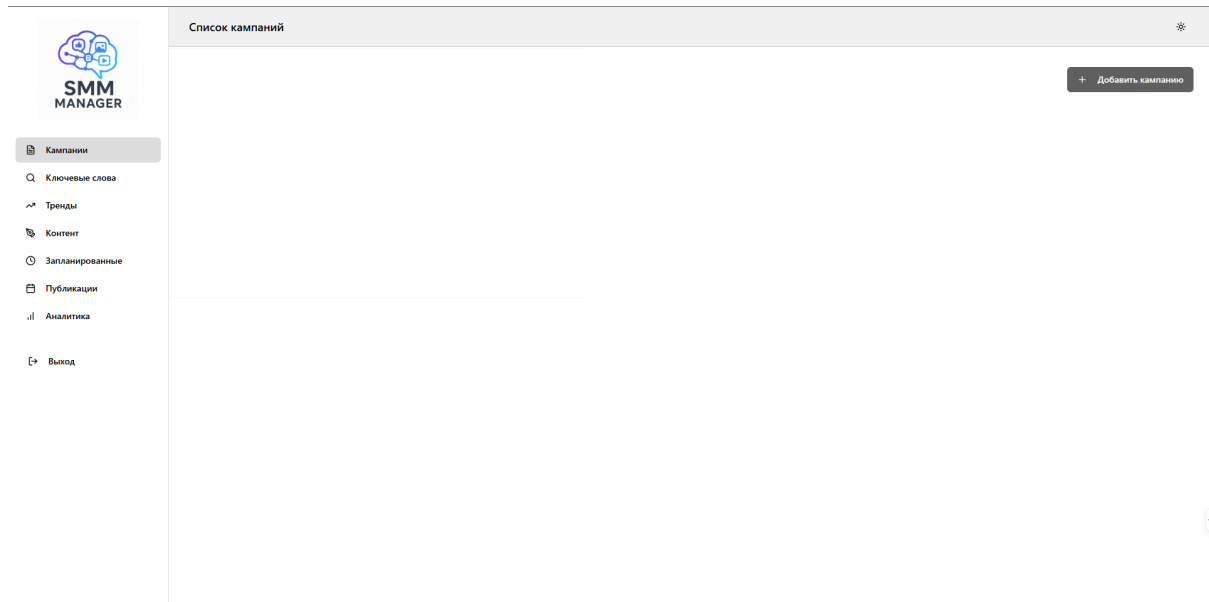 SMM
MANAGER
Кампании
Ключевые слова
Тренды
Контент
Запланированные
Публикации
Аналитика
Выход
Список кампаний
+ Добавить кампанию